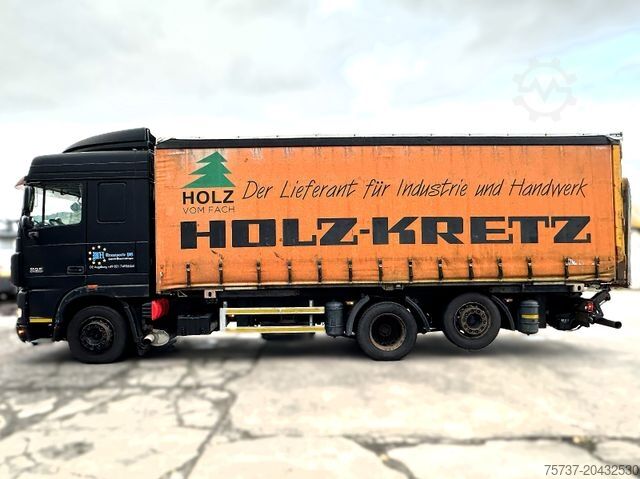 HOLZ
VOM FACH
Der Lieferant für Industrie und Handwerk
HOLZ-KRETZ
75737-20432530